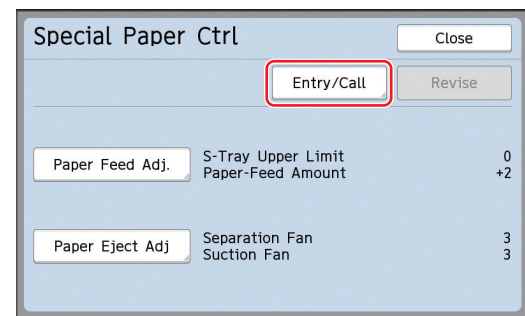 Special Paper Ctrl
Close
Entry/Call
Revise
Paper Feed Adj.
S-Tray Upper Limit 0
Paper-Feed Amount +2
Paper Eject Adj
Separation Fan 3
Suction Fan 3